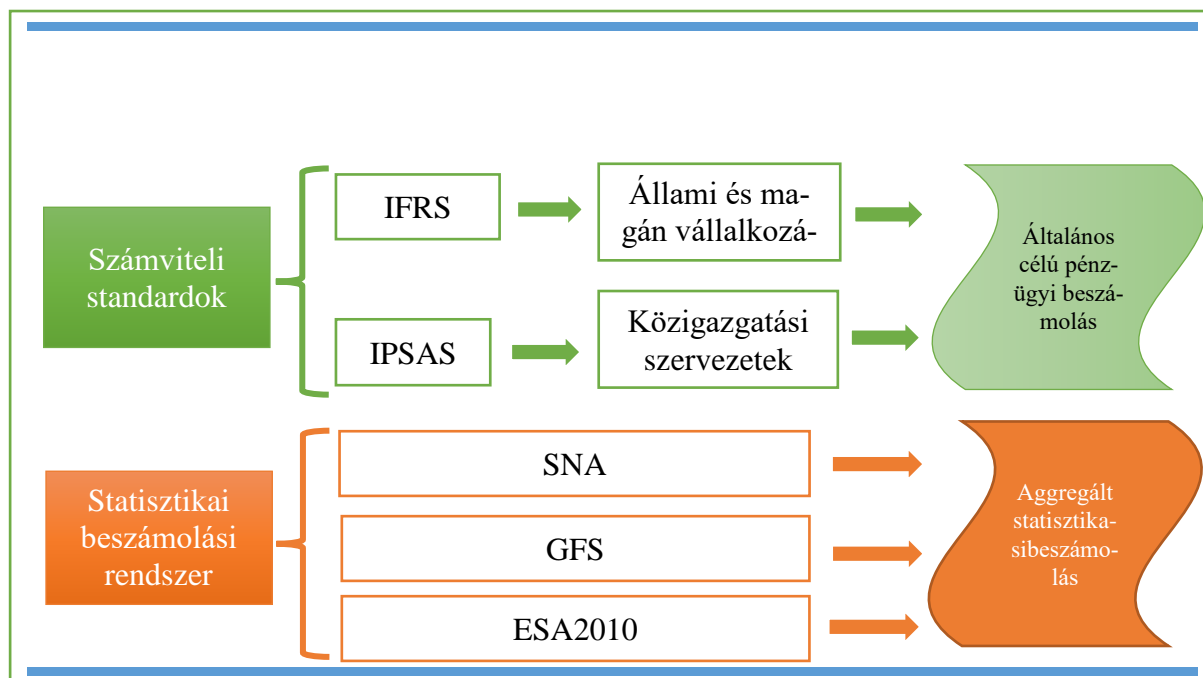 Számviteli
standardok
IFRS
Állami és ma-
gán vállalkozá-
IPSAS
Közigazgatási
szervezetek
Általános
célú pénz-
ügyi beszá-
molás
Statisztikai
beszámolási
rendszer
SNA
GFS
ESA2010
Aggregált
statisztika-
sibeszámo-
lás